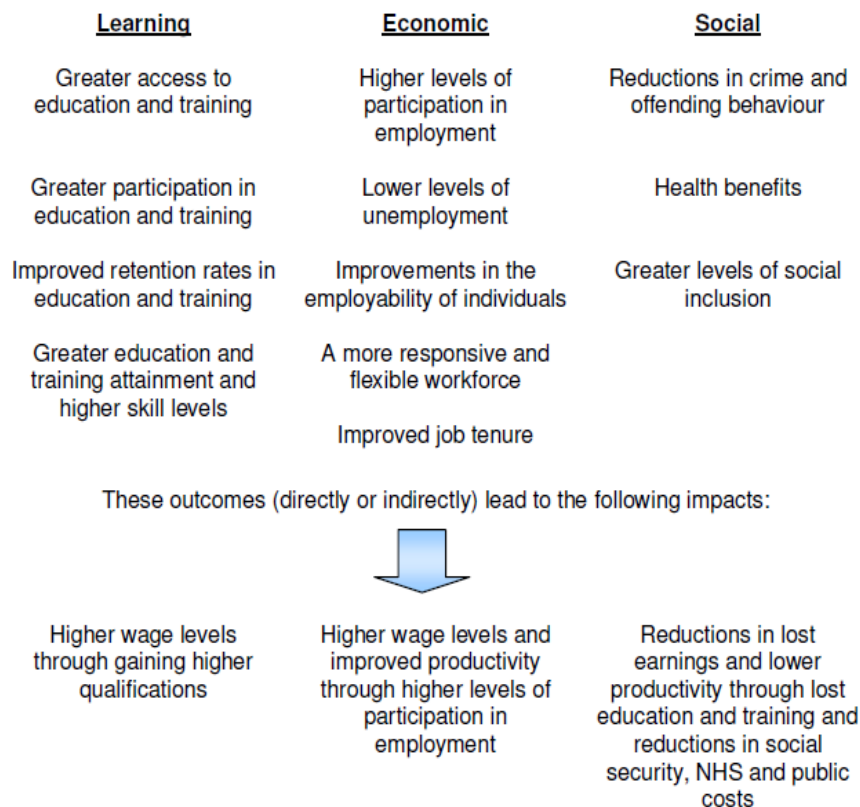 Learning
Economic
Social
Greater access to
education and training
Higher levels of
participation in
employment
Reductions in crime and
offending behaviour
Greater participation in
education and training
Lower levels of
unemployment
Health benefits
Improved retention rates in
education and training
Improvements in the
employability of individuals
Greater levels of social
inclusion
Greater education and
training attainment and
higher skill levels
A more responsive and
flexible workforce
Improved job tenure
These outcomes (directly or indirectly) lead to the following impacts:
Higher wage levels
through gaining higher
qualifications
Higher wage levels and
improved productivity
through higher levels of
participation in
employment
Reductions in lost
earnings and lower
productivity through lost
education and training and
reductions in social
security, NHS and public
costs